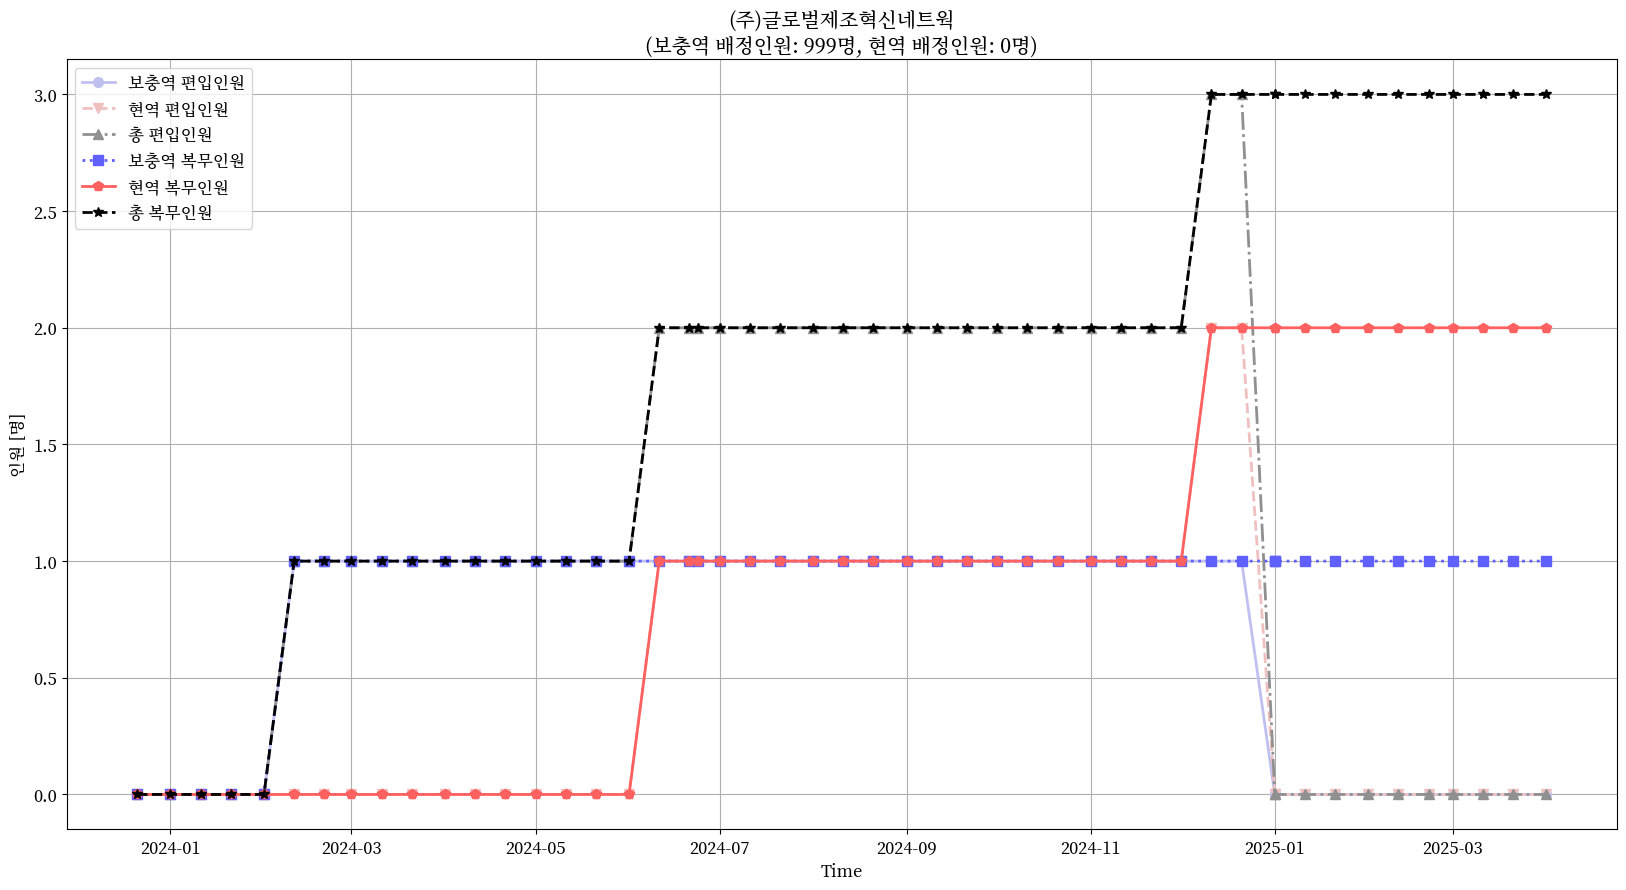 (주)글로벌제조혁신네트웍
(보충역 배정인원: 999명, 현역 배정인원: 0명)
보충역 편입인원
현역 편입인원
총 편입인원
보충역 복무인원
현역 복무인원
총 복무인원
3.0
2.5
2.0
1.5
1.0
0.5
0.0
인원 [명]
2024-01
2024-03
2024-05
2024-07
2024-09
2024-11
2025-01
2025-03
Time